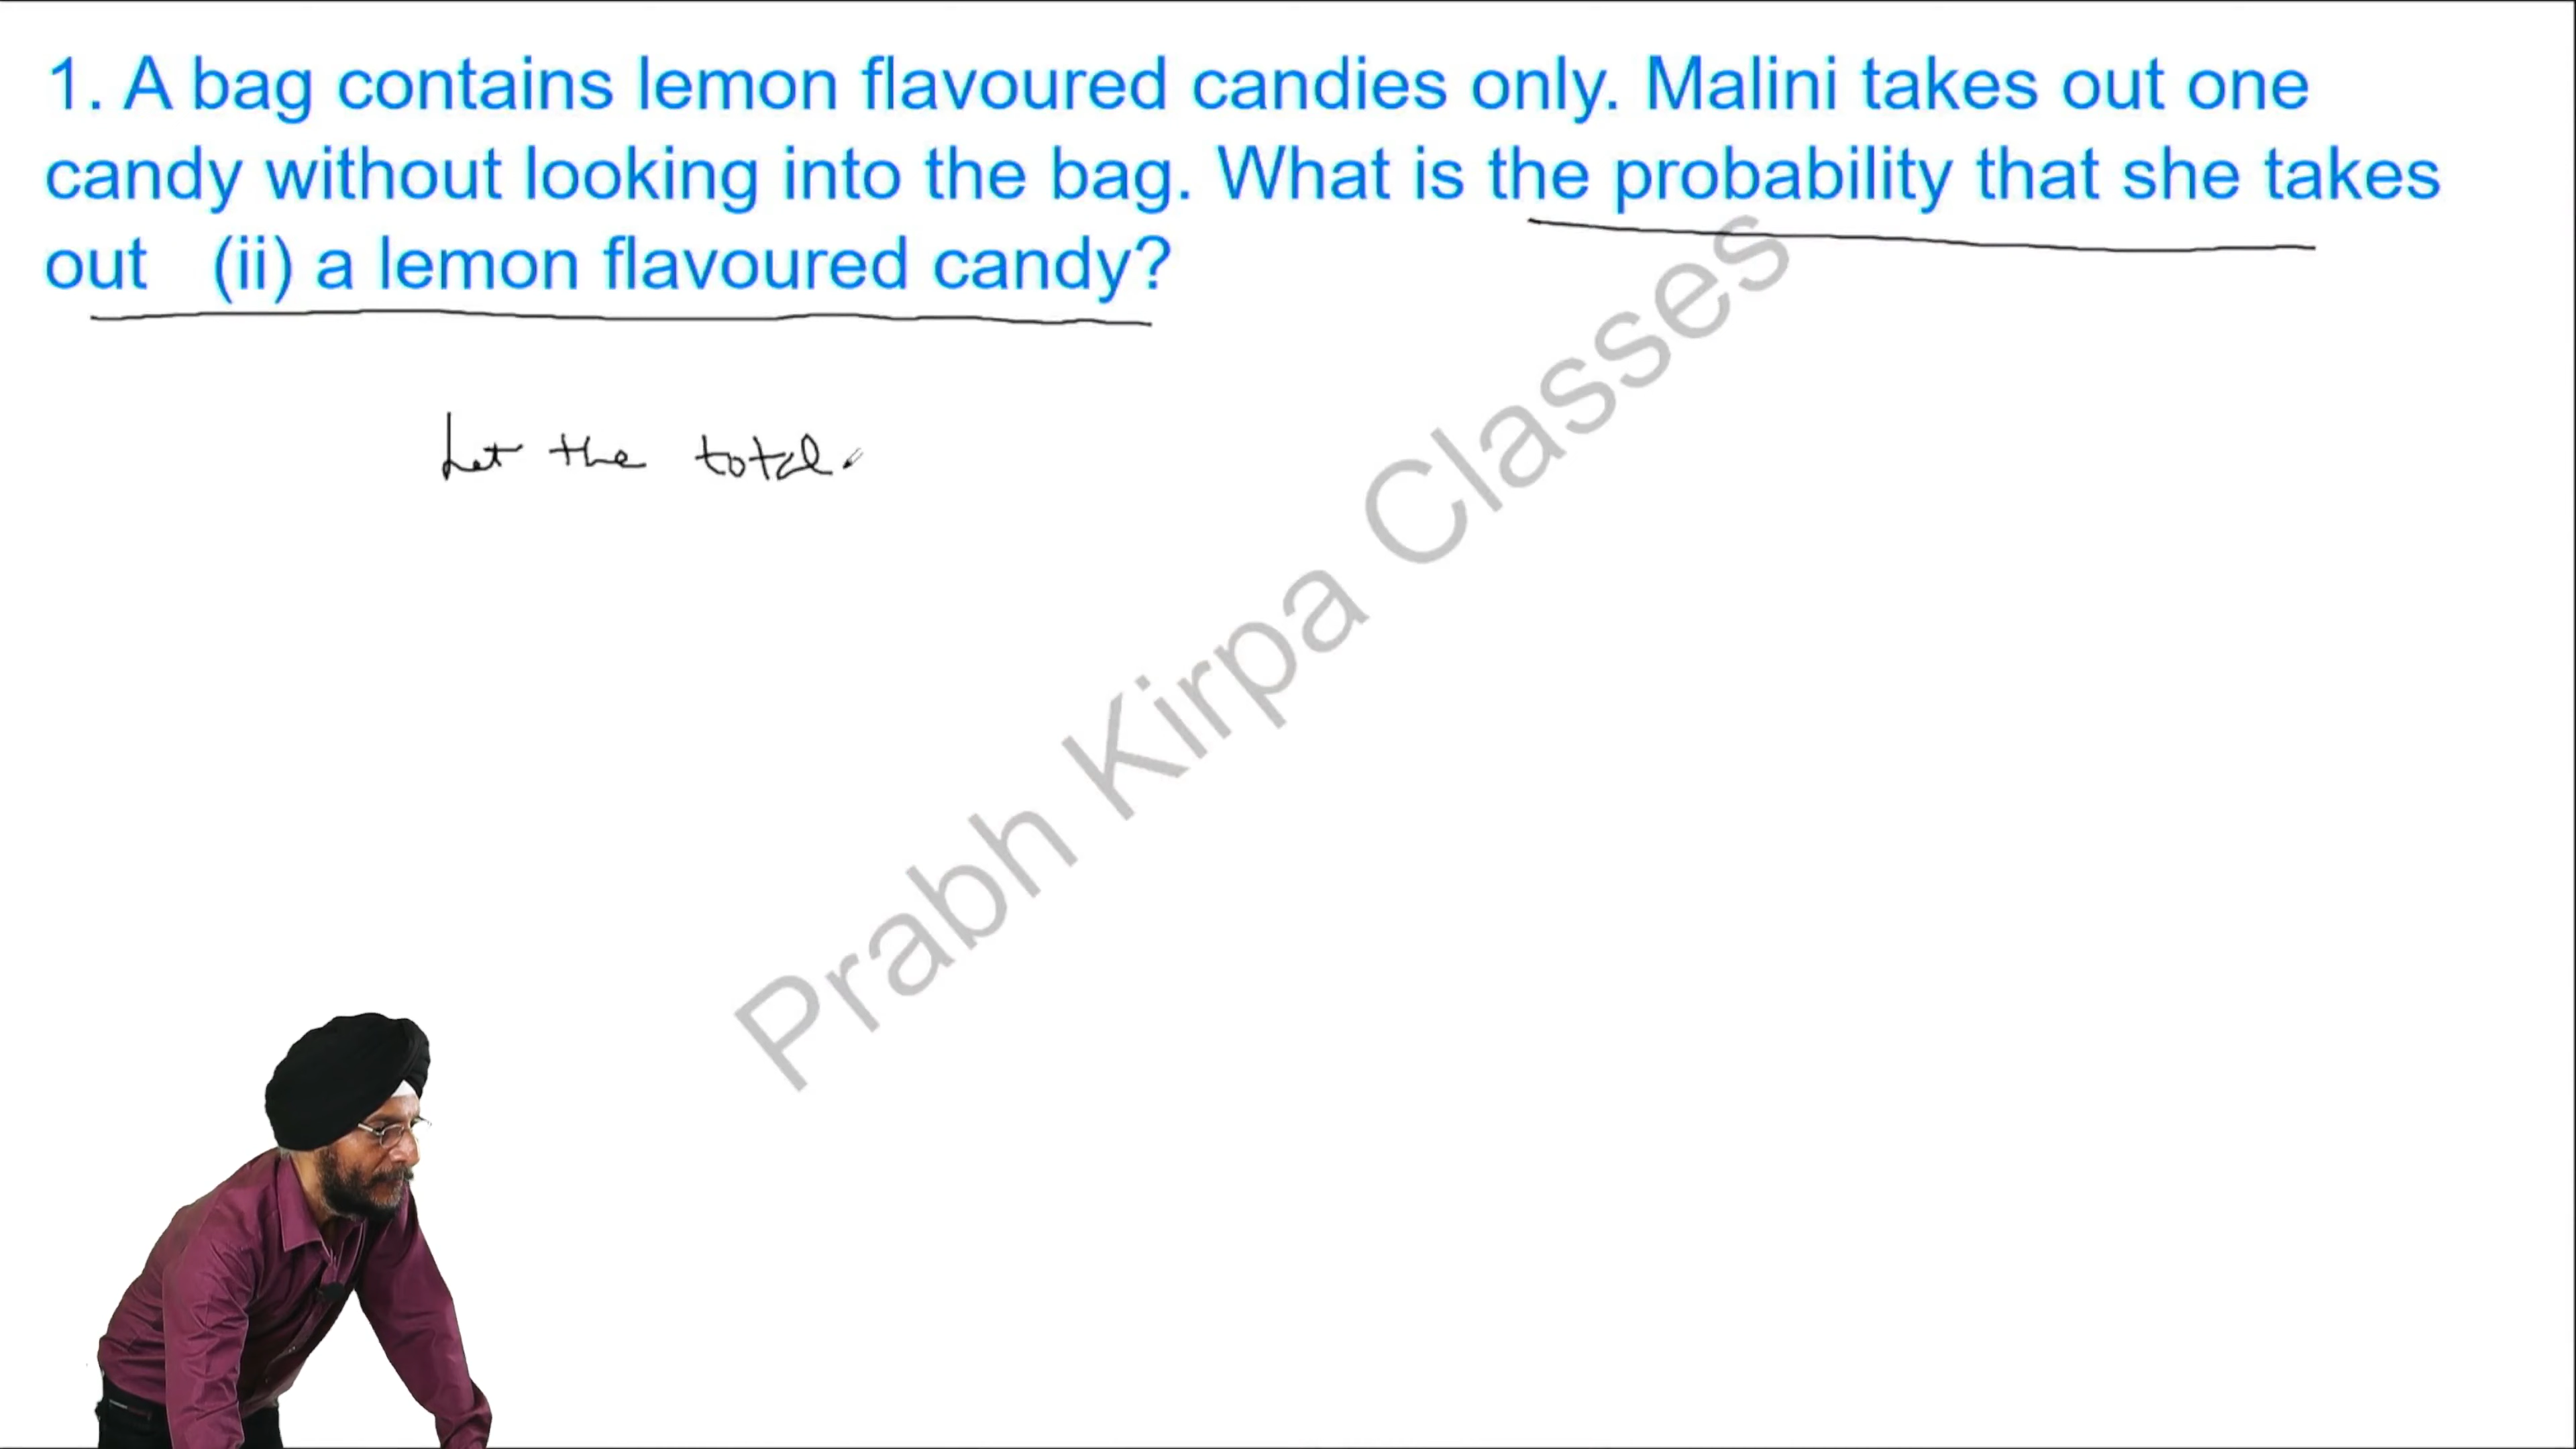 1. A bag contains lemon flavoured candies only. Malini takes out one
candy without looking into the bag. What is the probability that she takes
out (ii) a lemon flavoured candy?
Let the total
Prabh Kirpa Classes